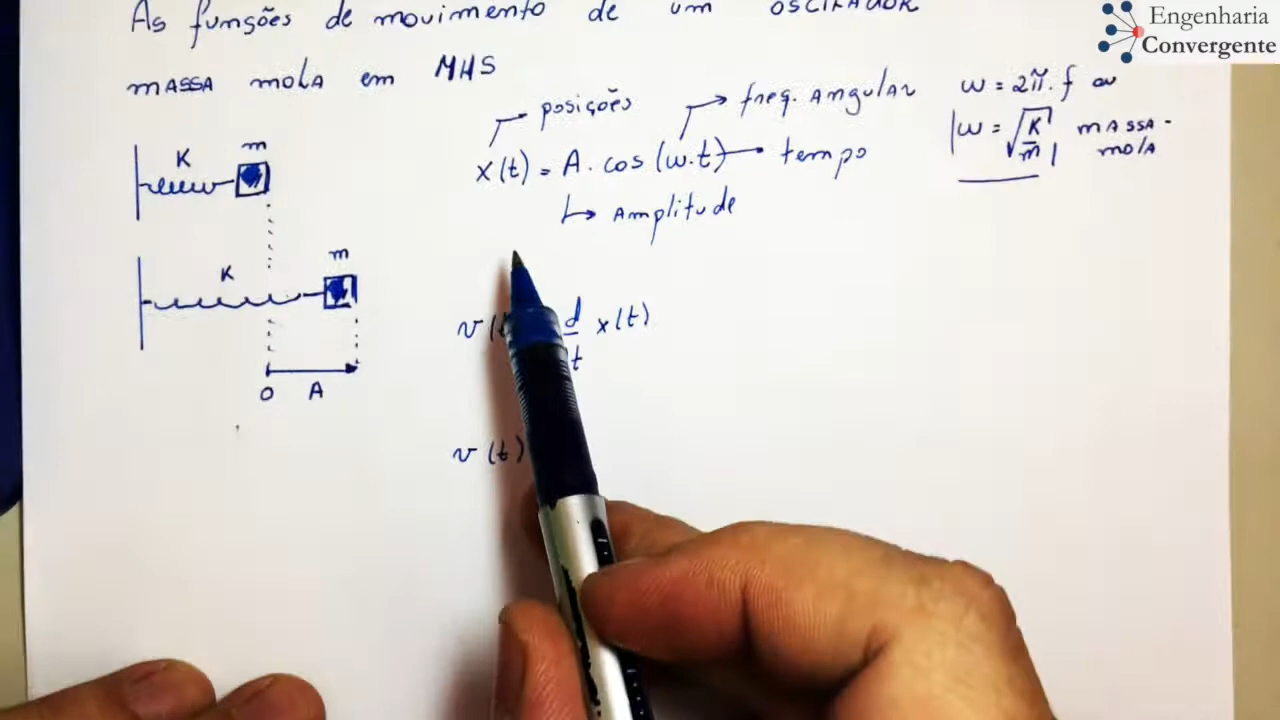 As funções de movimento de um OSCILADOR
MASSA MOLA em MHS
Engenharia
Convergente
posições
freq. ANGULAR
x(t) = A. cos (w.t)
tempo
Amplitude
w = 2π. f ou
w = √K/m MASSA-
MOLA
K
m
K
m
O A
v(t d/t x(t)
v(t)